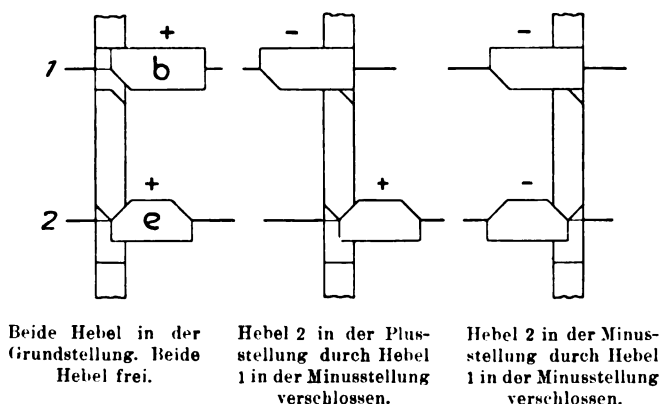 + - -
1 b
+ + -
2 e
Beide Hebel in der
Grundstellung. Beide
Hebel frei.
Hebel 2 in der Plus-
stellung durch Hebel
1 in der Minusstellung
verschlossen.
Hebel 2 in der Minus-
stellung durch Hebel
1 in der Minusstellung
verschlossen.